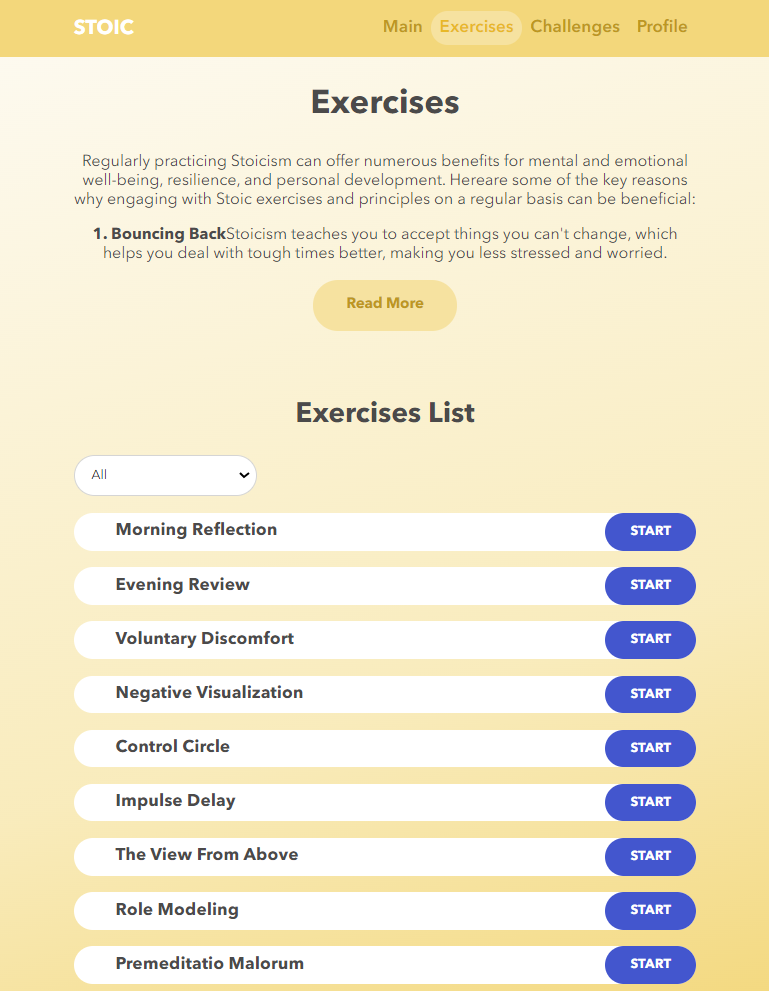 STOIC Main Exercises Challenges Profile
Exercises
Regularly practicing Stoicism can offer numerous benefits for mental and emotional
well-being, resilience, and personal development. Hereare some of the key reasons
why engaging with Stoic exercises and principles on a regular basis can be beneficial:
1. Bouncing BackStoicism teaches you to accept things you can't change, which
helps you deal with tough times better, making you less stressed and worried.
Read More
Exercises List
All
Morning Reflection START
Evening Review START
Voluntary Discomfort START
Negative Visualization START
Control Circle START
Impulse Delay START
The View From Above START
Role Modeling START
Premeditatio Malorum START